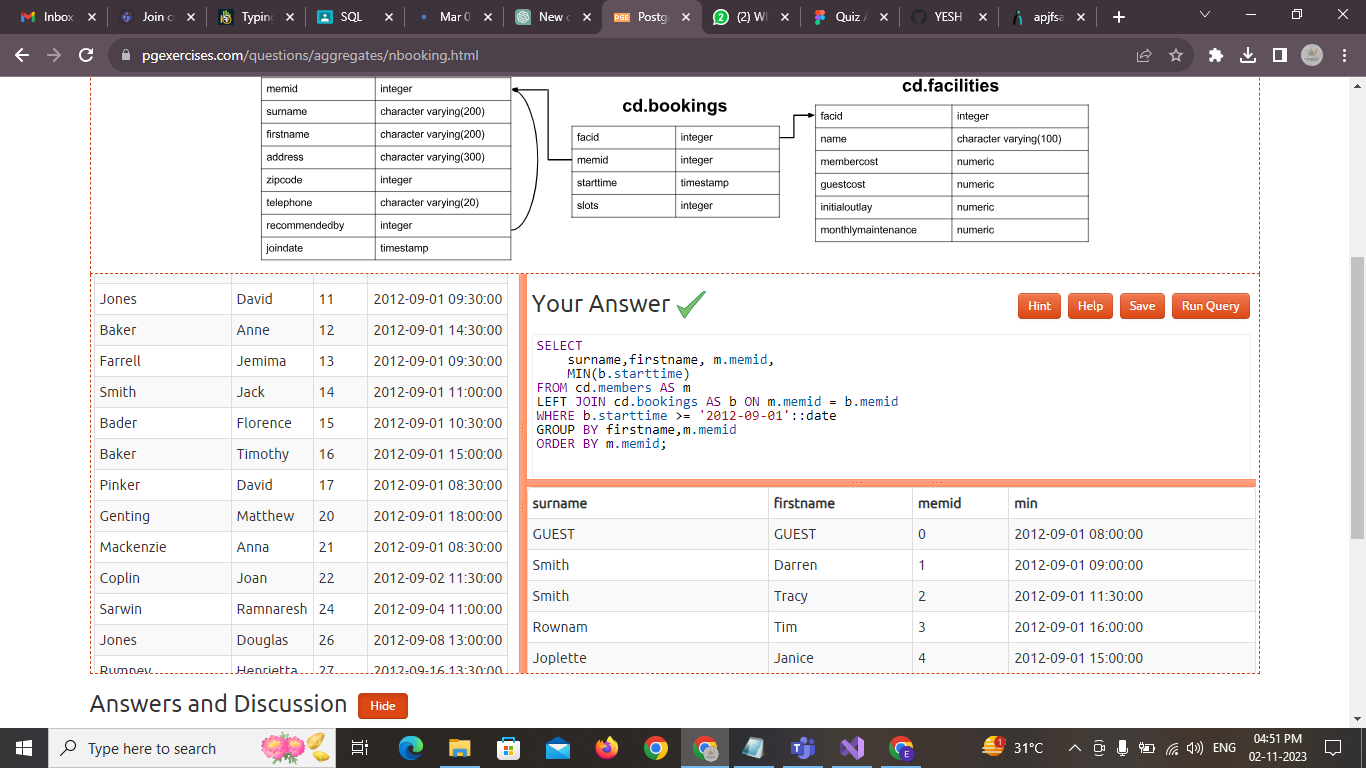 Inbox
Join c
Typin
SQL
Mar 0
New c
Postg
(2) W
Quiz
YESH
apjfsa
pgexercises.com/questions/aggregates/nbooking.html
memid integer
surname character varying(200)
firstname character varying(200)
address character varying(300)
zipcode integer
telephone character varying(20)
recommendedby integer
joindate timestamp
cd.bookings
facid integer
memid integer
starttime timestamp
slots integer
cd.facilities
facid integer
name character varying(100)
membercost numeric
guestcost numeric
initialoutlay numeric
monthlymaintenance numeric
Jones David 11 2012-09-01 09:30:00
Baker Anne 12 2012-09-01 14:30:00
Farrell Jemima 13 2012-09-01 09:30:00
Smith Jack 14 2012-09-01 11:00:00
Bader Florence 15 2012-09-01 10:30:00
Baker Timothy 16 2012-09-01 15:00:00
Pinker David 17 2012-09-01 08:30:00
Genting Matthew 20 2012-09-01 18:00:00
Mackenzie Anna 21 2012-09-01 08:30:00
Coplin Joan 22 2012-09-02 11:30:00
Sarwin Ramnaresh 24 2012-09-04 11:00:00
Jones Douglas 26 2012-09-08 13:00:00
Rumney Henrietta 27 2012-09-16 13:30:00
Your Answer
Hint Help Save Run Query
SELECT
surname,firstname, m.memid,
MIN(b.starttime)
FROM cd.members AS m
LEFT JOIN cd.bookings AS b ON m.memid = b.memid
WHERE b.starttime >= '2012-09-01'::date
GROUP BY firstname,m.memid
ORDER BY m.memid;
surname firstname memid min
GUEST GUEST 0 2012-09-01 08:00:00
Smith Darren 1 2012-09-01 09:00:00
Smith Tracy 2 2012-09-01 11:30:00
Rownam Tim 3 2012-09-01 16:00:00
Joplette Janice 4 2012-09-01 15:00:00
Answers and Discussion Hide
Type here to search
31°C
ENG
04:51 PM
02-11-2023